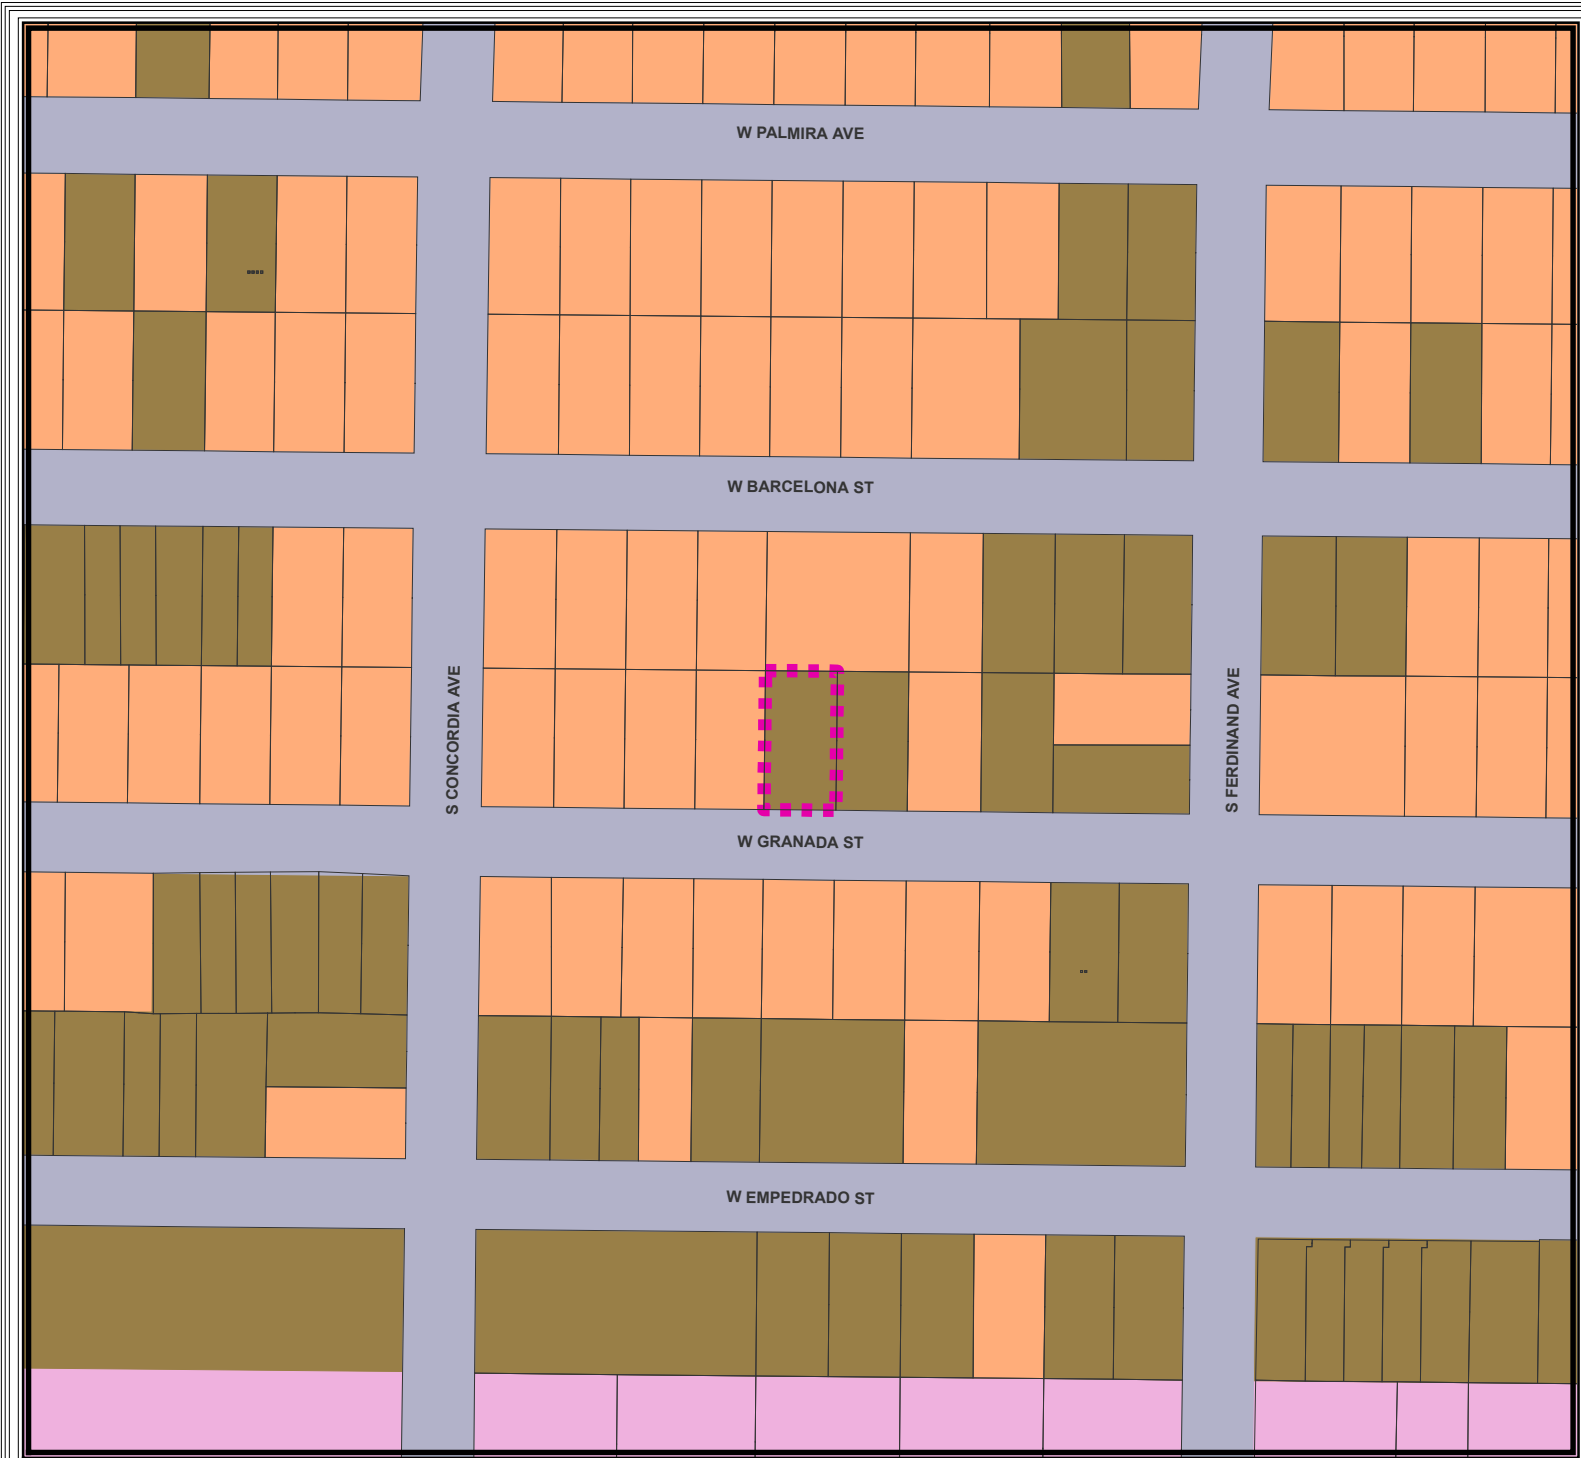 W PALMIRA AVE
W BARCELONA ST
S CONCORDIA AVE
S FERDINAND AVE
W GRANADA ST
W EMPEDRADO ST